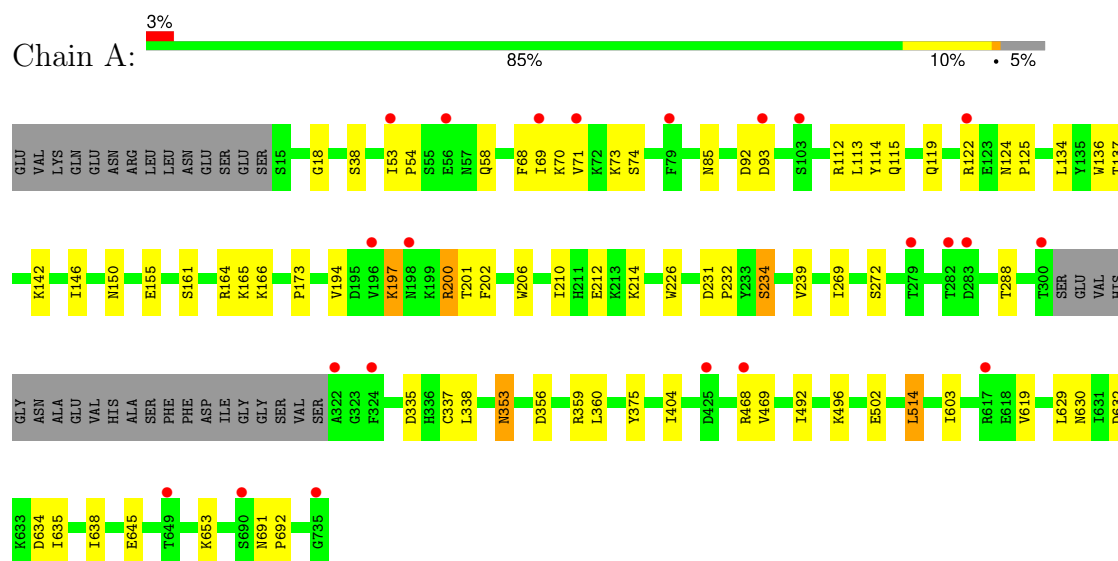 3%
Chain A:
85% 10% • 5%
GLU VAL LYS GLN GLU ASN ARG LEU LEU ASN GLU SER GLU SER S15 G18 S38 I53 P54 S55 E56 N57 Q58 F68 I69 K70 V71 K72 K73 S74 F79 N85 D92 D93 S103 R112 L113 Y114 Q115 Q119 R122 E123 N124 P125 L134 Y135 W136 T137
K142 I146 N150 E155 S161 R164 K165 K166 P173 V194 D195 V196 K197 N198 K199 R200 T201 F202 W206 I210 H211 E212 K213 K214 W226 D231 P232 Y233 S234 V239 I269 S272 T279 T282 D283 T288 T300 SER GLU VAL HIS
GLY ASN ALA GLU VAL HIS ALA SER PHE PHE ASP ILE GLY GLY SER VAL SER A322 G323 F324 D335 H336 C337 L338 N353 D356 R359 L360 Y375 I404 D425 R468 V469 I492 K496 E502 L514 I603 R617 E618 V619 L629 N630 I631 D632
K633 D634 I635 I638 E645 T649 K653 S690 N691 P692 G735